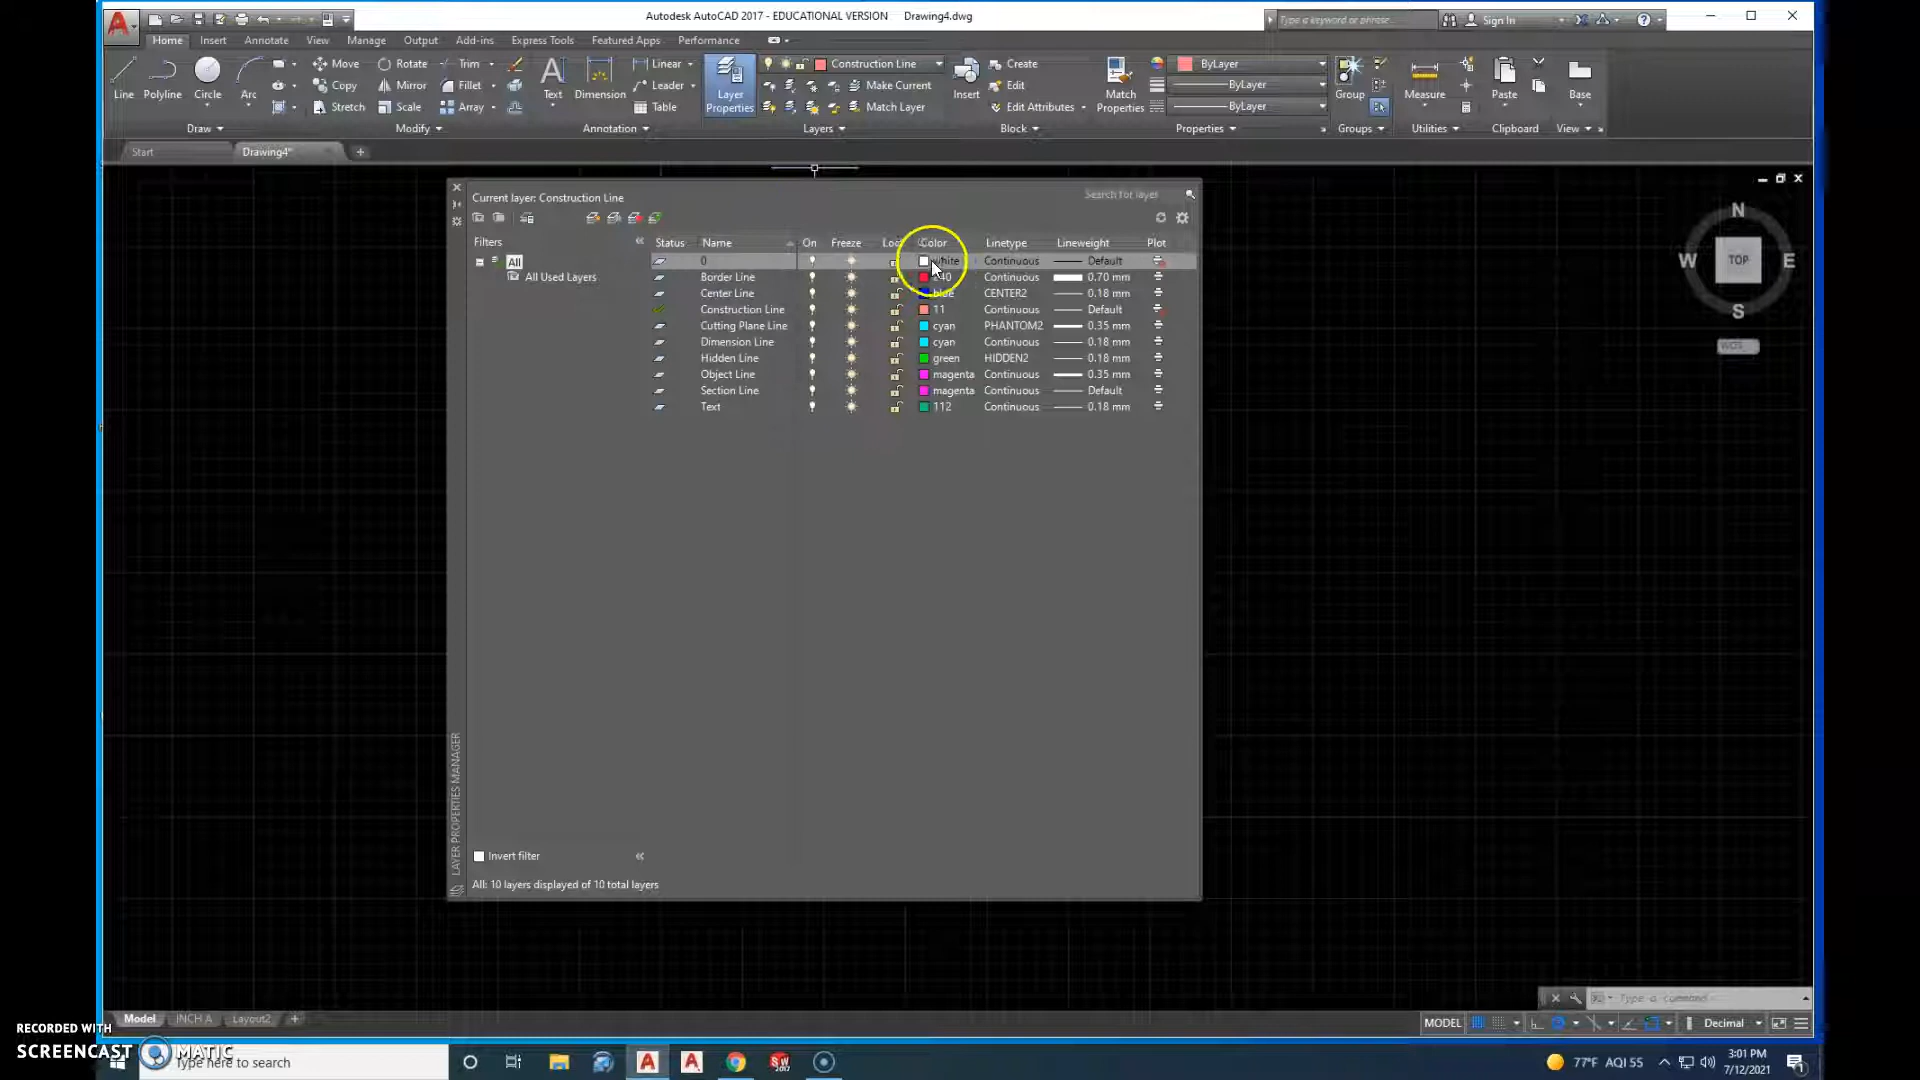 Autodesk AutoCAD 2017 - EDUCATIONAL VERSION Drawing4.dwg
Type a keyword or phrase
Sign In
Home Insert Annotate View Manage Output Add-ins Express Tools Featured Apps Performance
Line Polyline Circle Arc
Move Rotate Trim
Copy Mirror Fillet
Stretch Scale Array
Text Dimension
Linear
Leader
Table
Layer Properties
Construction Line
Make Current
Match Layer
Insert
Create
Edit
Edit Attributes
Match Properties
ByLayer
ByLayer
ByLayer
Group Measure Paste Base
Draw Modify Annotation Layers Block Properties Groups Utilities Clipboard View
Start Drawing4*
Current layer: Construction Line
Search for layer
Filters
All
All Used Layers
Status Name On Freeze Color Linetype Lineweight Plot
0 Continuous Default
Border Line Continuous 0.70 mm
Center Line blue CENTER2 0.18 mm
Construction Line 11 Continuous Default
Cutting Plane Line cyan PHANTOM2 0.35 mm
Dimension Line cyan Continuous 0.18 mm
Hidden Line green HIDDEN2 0.18 mm
Object Line magenta Continuous 0.35 mm
Section Line magenta Continuous Default
Text 112 Continuous 0.18 mm
N
W TOP E
S
WCS
LAYER PROPERTIES MANAGER
Invert filter
All: 10 layers displayed of 10 total layers
Type a command
Model INCH A Layout2
MODEL Decimal
RECORDED WITH
SCREENCAST MATIC
Type here to search
77°F AQI 55
3:01 PM
7/12/2021